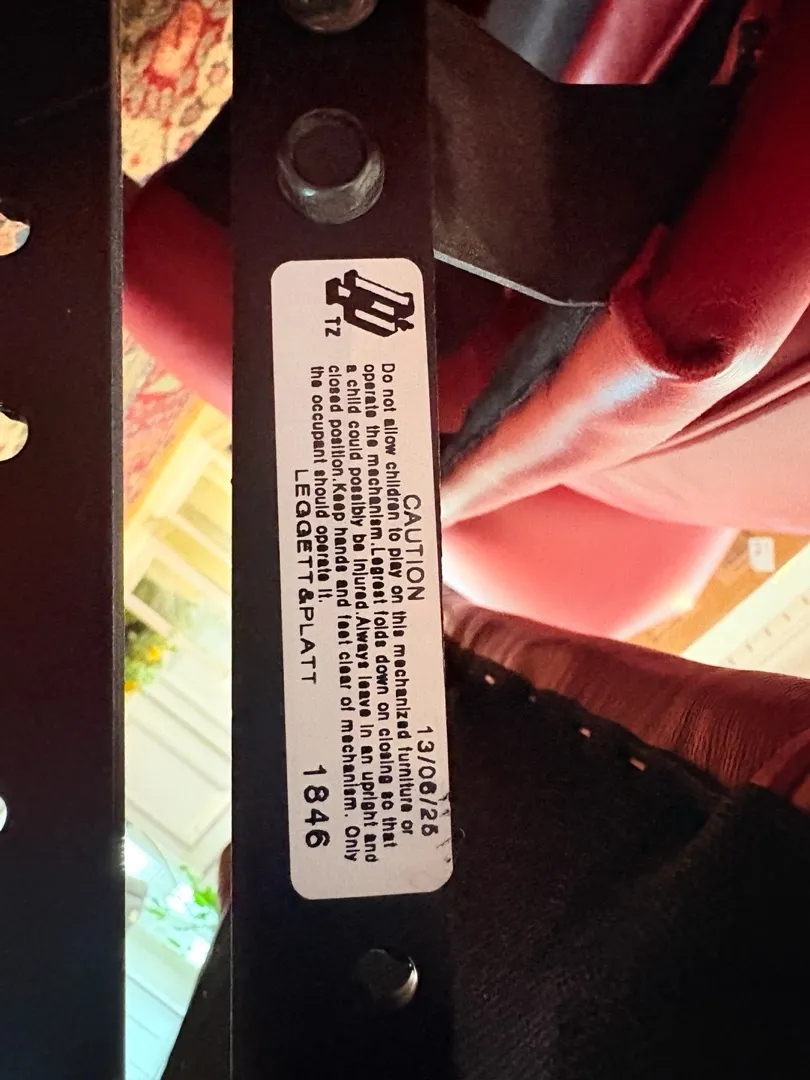 TZ
CAUTION 13/06/25
Do not allow children to play on this mechanized furniture or
operate the mechanism.Legrest folds down on closing so that
a child could possibly be injured.Always leave in an upright and
closed position.Keep hands and feet clear of mechanism. Only
the occupant should operate it.
LEGGETT&PLATT 1846